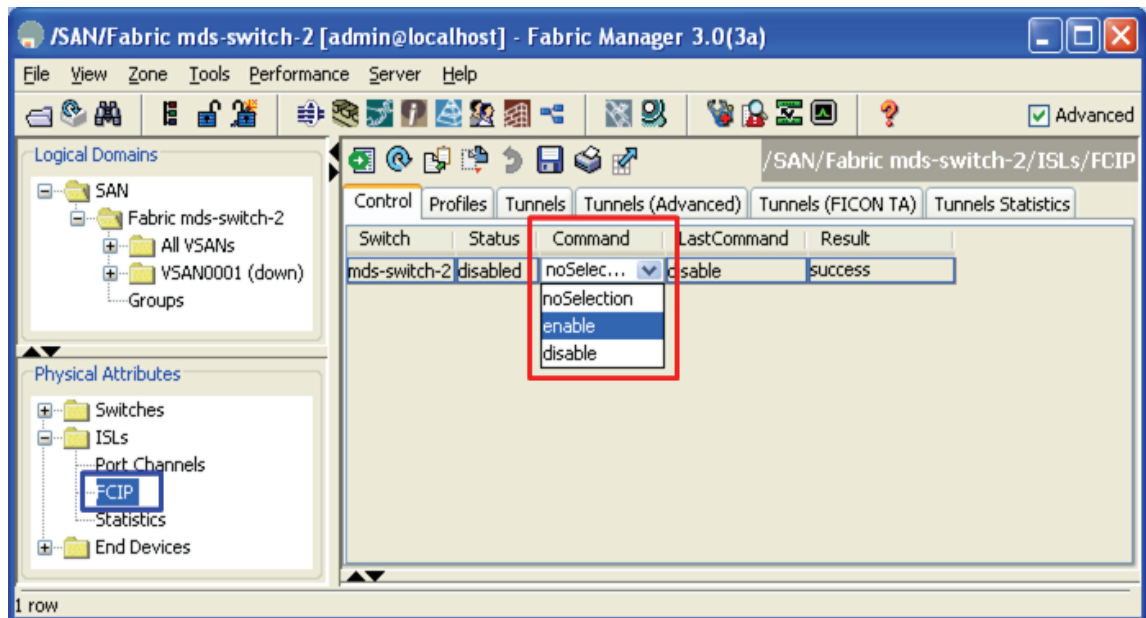 /SAN/Fabric mds-switch-2 [admin@localhost] - Fabric Manager 3.0(3a)
File View Zone Tools Performance Server Help
Advanced
Logical Domains
SAN
Fabric mds-switch-2
All VSANs
VSAN0001 (down)
Groups
Physical Attributes
Switches
ISLs
Port Channels
FCIP
Statistics
End Devices
/SAN/Fabric mds-switch-2/ISLs/FCIP
Control Profiles Tunnels Tunnels (Advanced) Tunnels (FICON TA) Tunnels Statistics
Switch Status Command LastCommand Result
mds-switch-2 disabled noSelec... disable success
noSelection
enable
disable
1 row